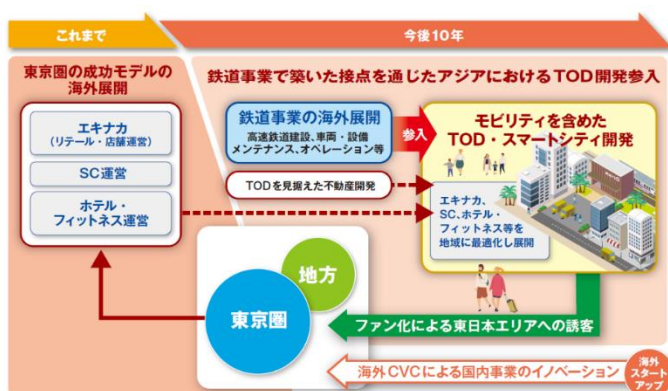 これまで
今後10年
東京圏の成功モデルの
海外展開
エキナカ
（リテール・店舗運営）
SC運営
ホテル・
フィットネス運営
鉄道事業で築いた接点を通じたアジアにおけるTOD開発参入
鉄道事業の海外展開
高速鉄道建設、車両・設備
メンテナンス、オペレーション等
参入
TODを見据えた不動産開発
モビリティを含めた
TOD・スマートシティ開発
エキナカ、
SC、ホテル・
フィットネス等を
地域に最適化し展開
地方
東京圏
ファン化による東日本エリアへの誘客
海外CVCによる国内事業のイノベーション
海外
スタート
アップ